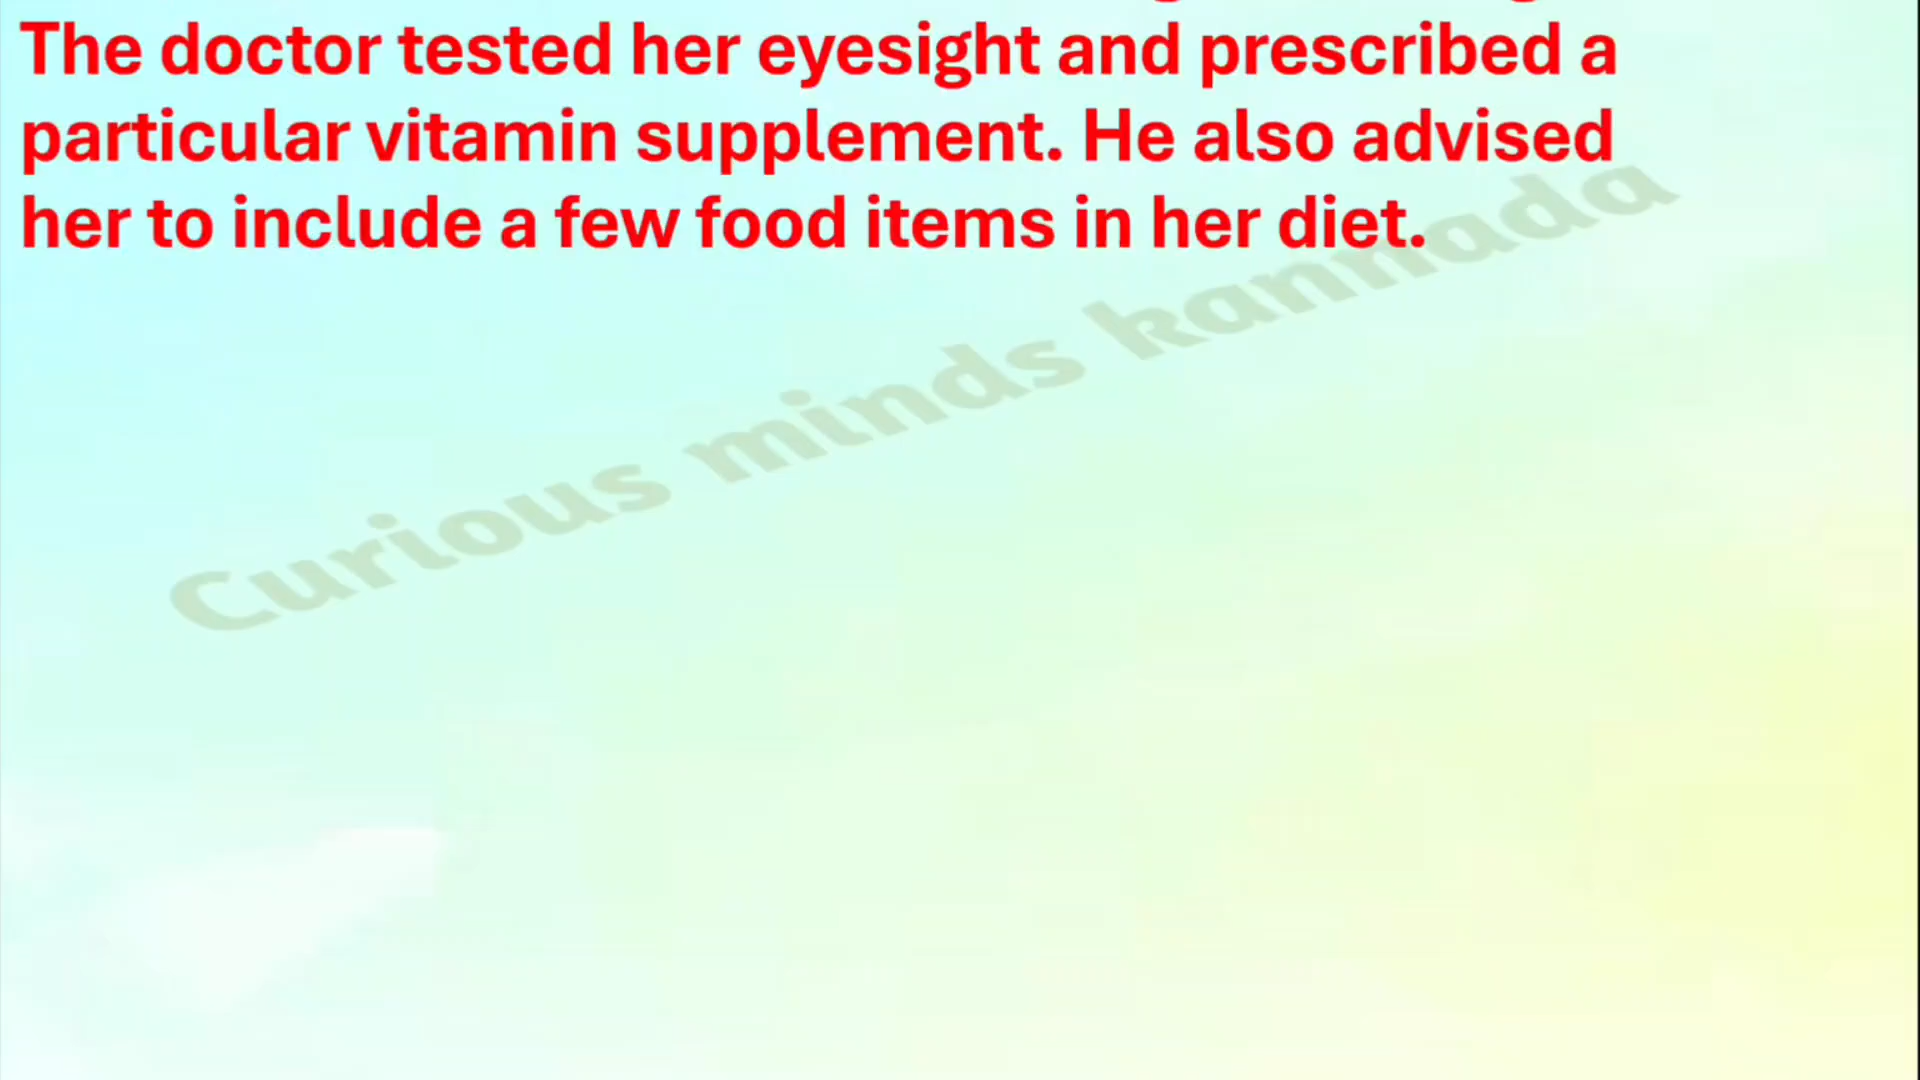 The doctor tested her eyesight and prescribed a
particular vitamin supplement. He also advised
her to include a few food items in her diet.
Curious minds kannada